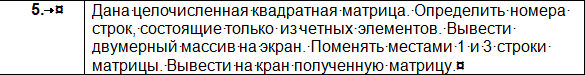 5.→¤ Дана·целочисленная·квадратная·матрица.·Определить·номера·
строк,·состоящие·только·из·четных·элементов.·Вывести·
двумерный·массив·на·экран.·Поменять·местами·1·и·3·строки·
матрицы.·Вывести·на·кран·полученную·матрицу.¤